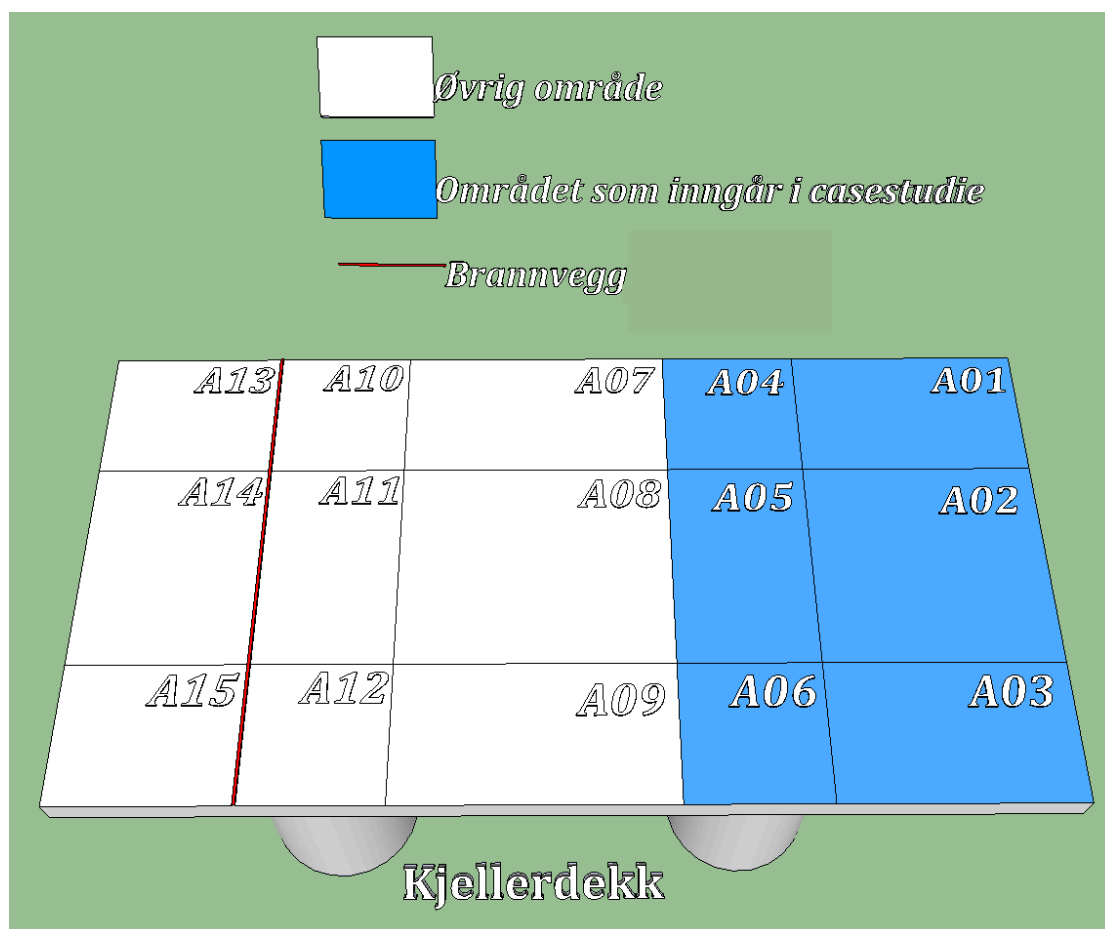 Øvrig område
Området som inngår i casestudie
Brannvegg
A13 A10 A07 A04 A01
A14 A11 A08 A05 A02
A15 A12 A09 A06 A03
Kjellerdekk